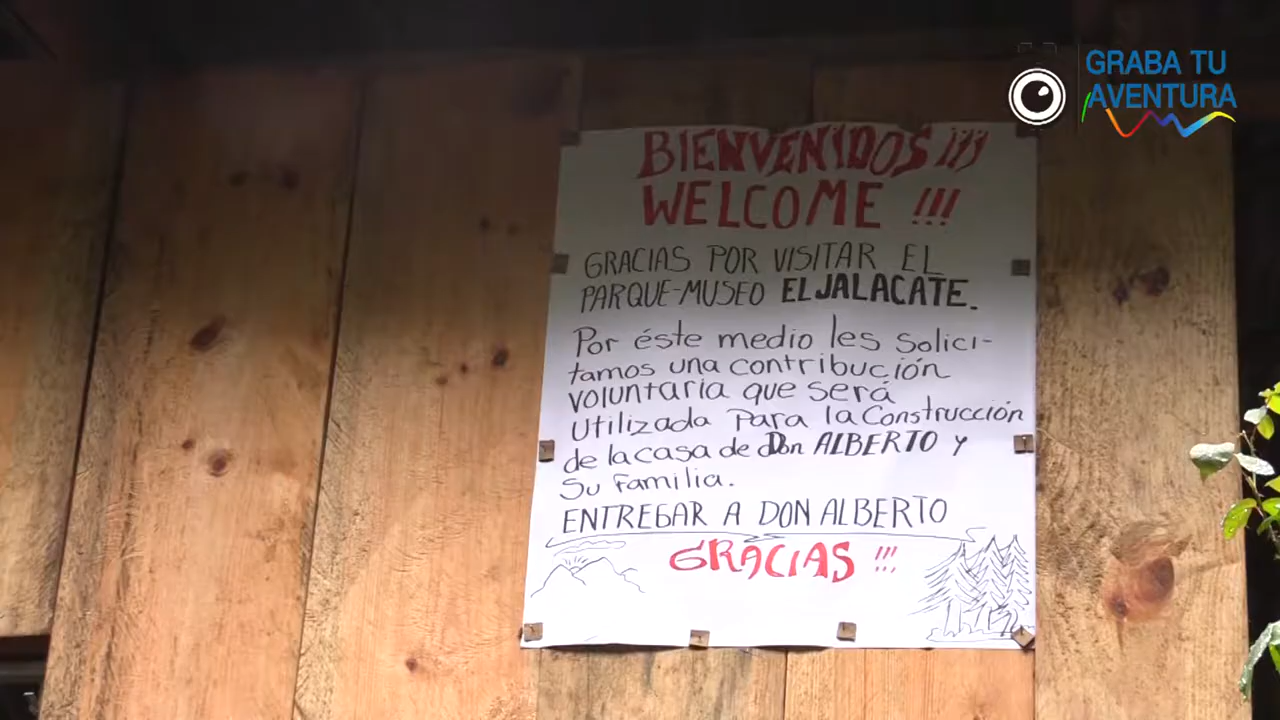 GRABA TU
AVENTURA
BIENVENIDOS ¡¡¡
WELCOME !!!
GRACIAS POR VISITAR EL
PARQUE-MUSEO EL JALACATE.
Por éste medio les solici-
tamos una contribución
voluntaria que será
utilizada para la Construcción
de la casa de don ALBERTO y
Su familia.
ENTREGAR A DON ALBERTO
GRACIAS !!!